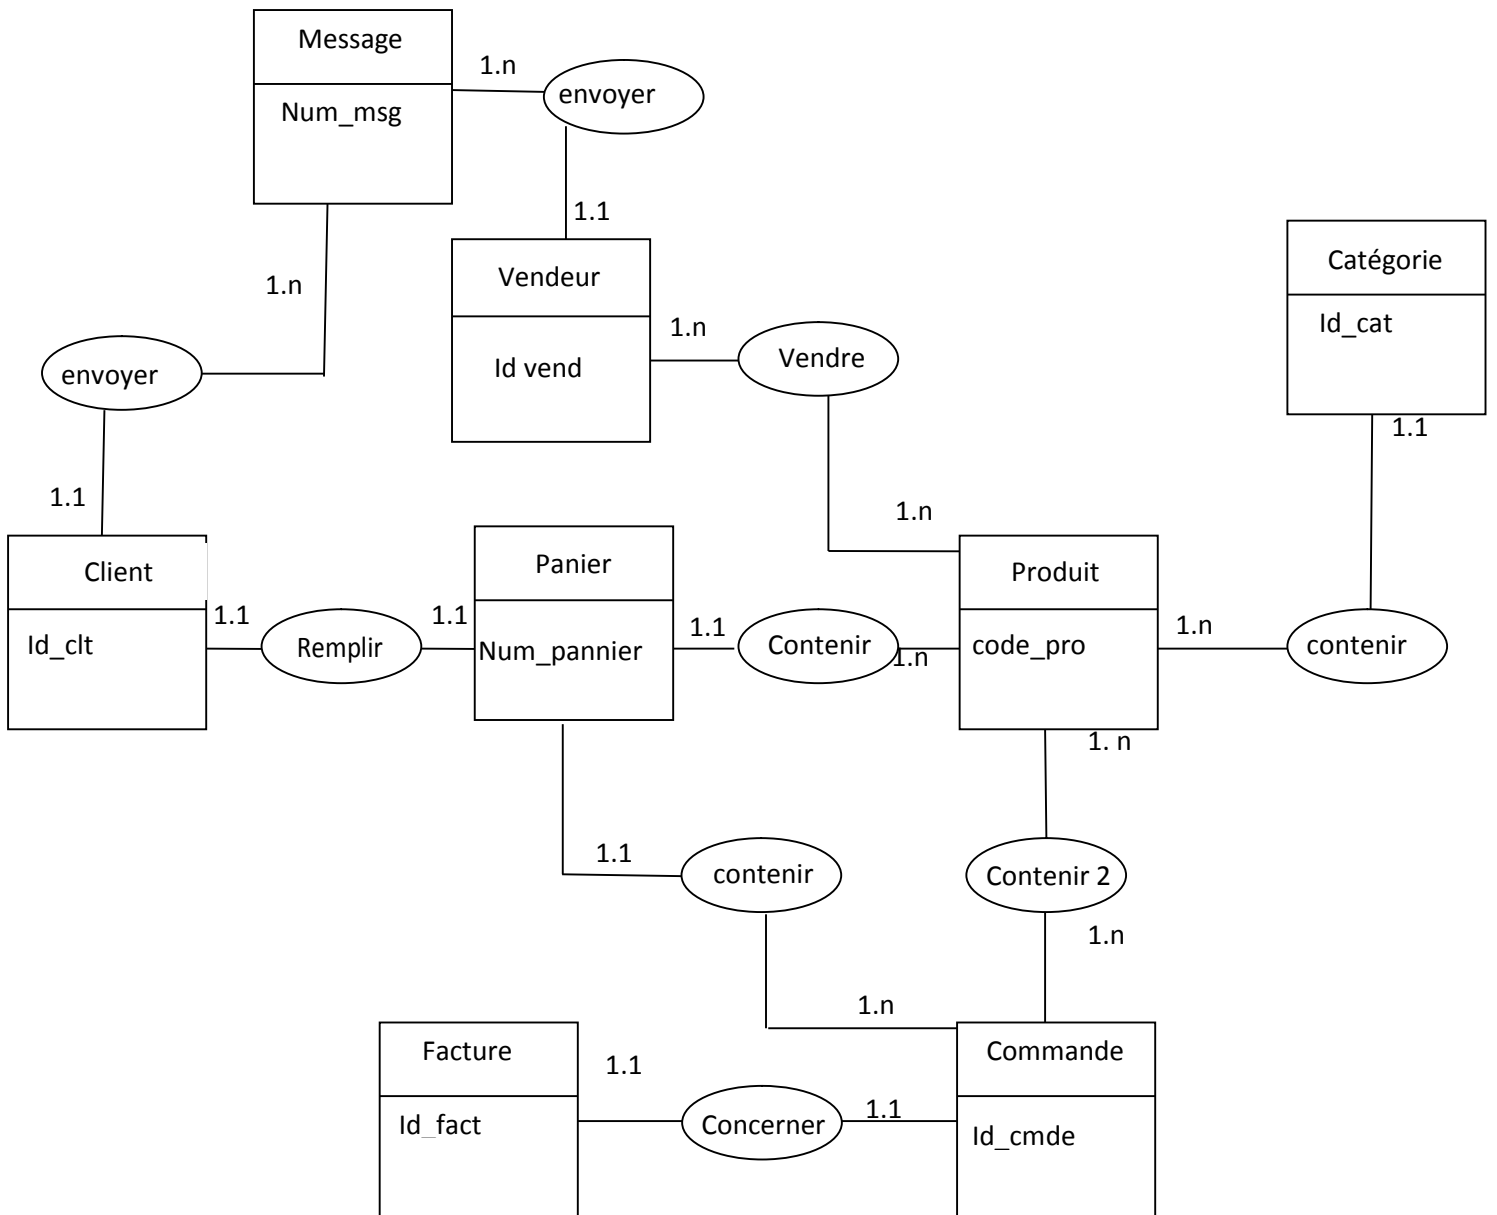 Message
1.n
envoyer
Num_msg
1.1
Catégorie
Vendeur
1.n
1.n
Id_cat
Vendre
Id vend
envoyer
1.1
1.1
1.n
Panier
Client
Produit
1.1
1.1
1.1
1.n
Id_clt
Remplir
Num_pannier
Contenir
1.n
code_pro
contenir
1. n
1.1
contenir
Contenir 2
1.n
1.n
Facture
Commande
1.1
1.1
Id_fact
Concerner
Id_cmde